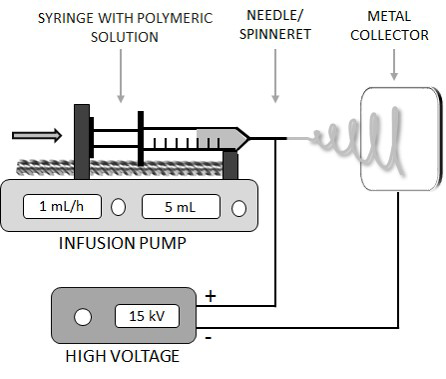 SYRINGE WITH POLYMERIC
SOLUTION
NEEDLE/
SPINNERET
METAL
COLLECTOR
1 mL/h
5 mL
INFUSION PUMP
+
15 kV
-
HIGH VOLTAGE